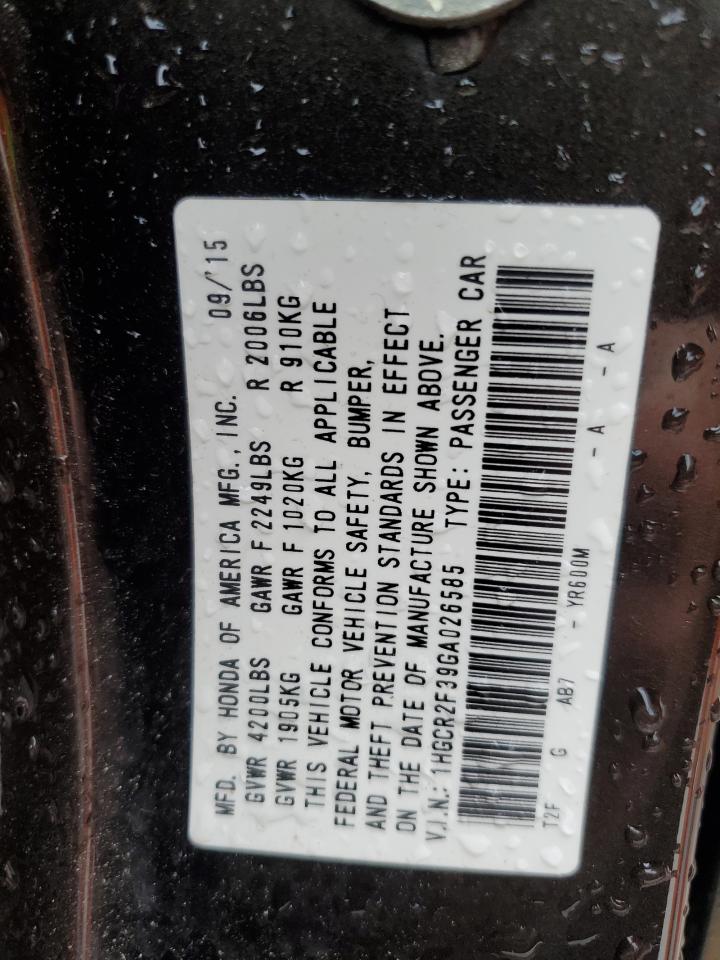 MFD. BY HONDA OF AMERICA MFG., INC. 09/'15
GVWR 4200LBS GAWR F 2249LBS R 2006LBS
GVWR 1905KG GAWR F 1020KG R 910KG
THIS VEHICLE CONFORMS TO ALL APPLICABLE
FEDERAL MOTOR VEHICLE SAFETY, BUMPER,
AND THEFT PREVENTION STANDARDS IN EFFECT
ON THE DATE OF MANUFACTURE SHOWN ABOVE.
V.I.N.: 1HGCR2F39GA026585 TYPE: PASSENGER CAR
T2F G AB7 - YR600M - A - A